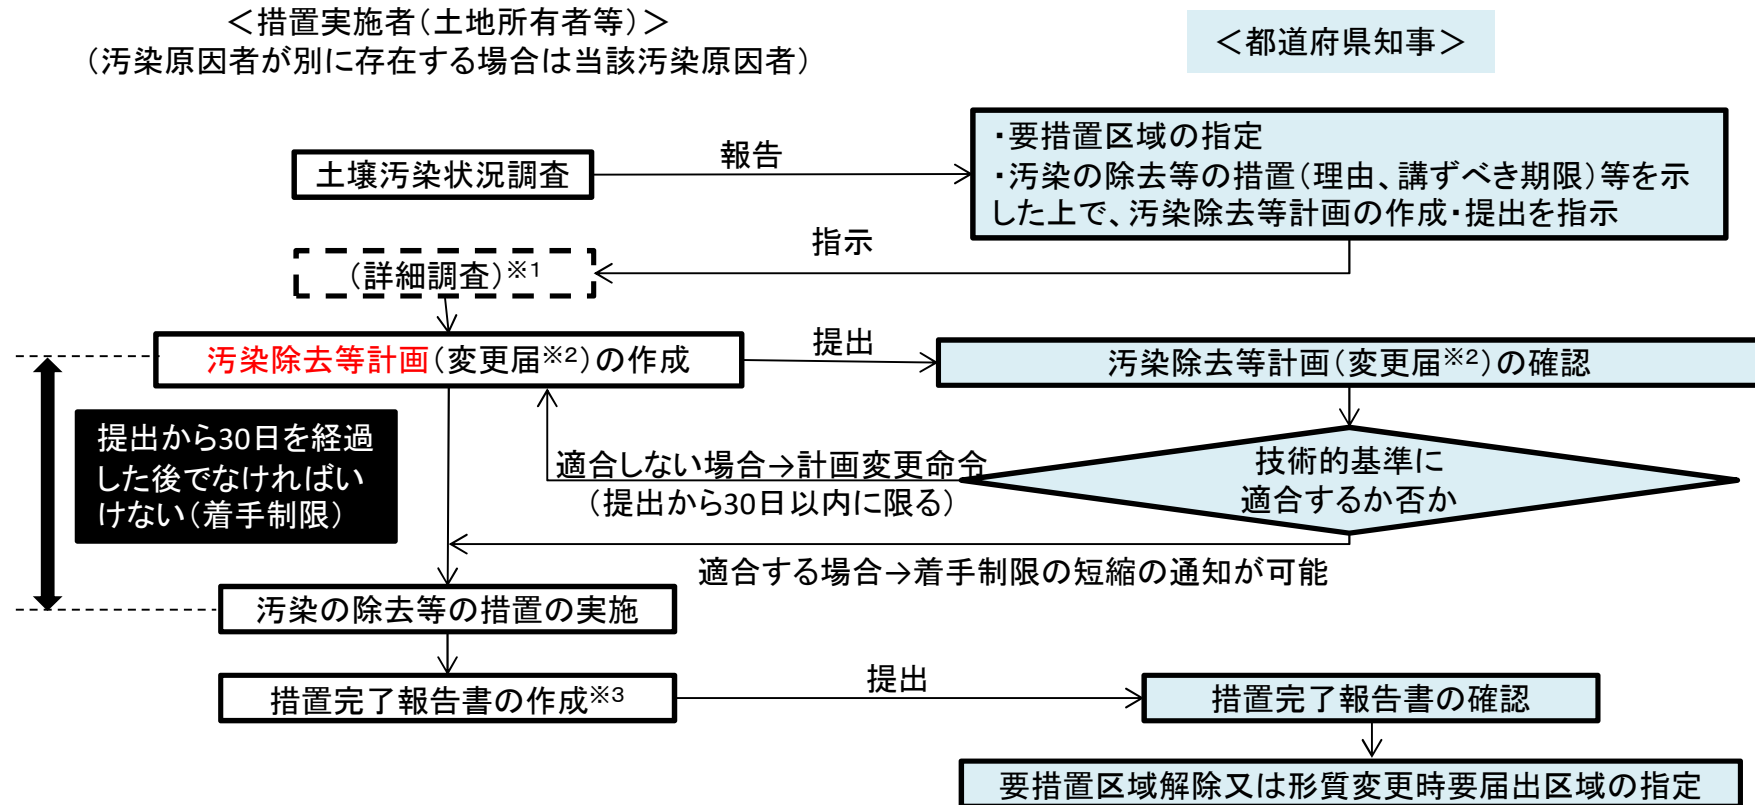 ＜措置実施者（土地所有者等）＞
（汚染原因者が別に存在する場合は当該汚染原因者）
＜都道府県知事＞
土壌汚染状況調査
報告
・要措置区域の指定
・汚染の除去等の措置（理由、講ずべき期限）等を示
した上で、汚染除去等計画の作成・提出を指示
指示
（詳細調査）※1
汚染除去等計画（変更届※2）の作成
提出
汚染除去等計画（変更届※2）の確認
提出から30日を経過
した後でなければい
けない（着手制限）
適合しない場合→計画変更命令
（提出から30日以内に限る）
技術的基準に
適合するか否か
適合する場合→着手制限の短縮の通知が可能
汚染の除去等の措置の実施
措置完了報告書の作成※3
提出
措置完了報告書の確認
要措置区域解除又は形質変更時要届出区域の指定